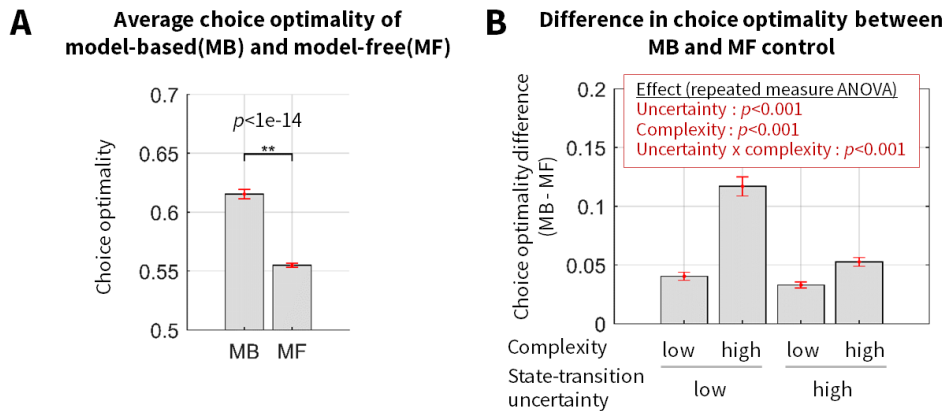 A
Average choice optimality of
model-based(MB) and model-free(MF)
Choice optimality
0.7
0.65
0.6
0.55
0.5
p<1e-14
**
MB MF
B
Difference in choice optimality between
MB and MF control
Choice optimality difference
(MB - MF)
0.2
0.15
0.1
0.05
0
Effect (repeated measure ANOVA)
Uncertainty : p<0.001
Complexity : p<0.001
Uncertainty x complexity : p<0.001
Complexity low high low high
State-transition
uncertainty low high